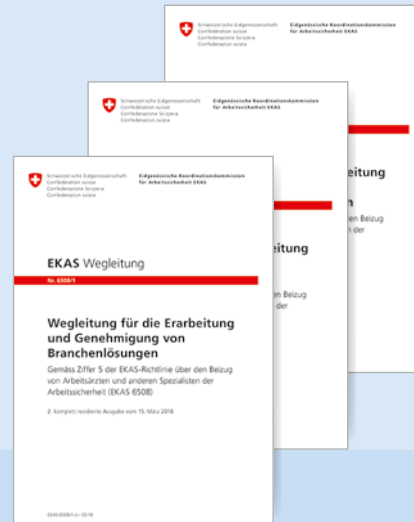 Schweizerische Eidgenossenschaft
Confédération suisse
Confederazione Svizzera
Confederaziun svizra
Eidgenössische Koordinationskommission
für Arbeitssicherheit EKAS
eitung
n
en Beizug
n der
Schweizerische Eidgenossenschaft
Confédération suisse
Confederazione Svizzera
Confederaziun svizra
Eidgenössische Koordinationskommission
für Arbeitssicherheit EKAS
eitung
en Beizug
der
Schweizerische Eidgenossenschaft
Confédération suisse
Confederazione Svizzera
Confederaziun svizra
Eidgenössische Koordinationskommission
für Arbeitssicherheit EKAS
EKAS Wegleitung
Nr. 6508/1
Wegleitung für die Erarbeitung
und Genehmigung von
Branchenlösungen
Gemäss Ziffer 5 der EKAS-Richtlinie über den Beizug
von Arbeitsärzten und anderen Spezialisten der
Arbeitssicherheit (EKAS 6508)
2. komplett revidierte Ausgabe vom 15. März 2018